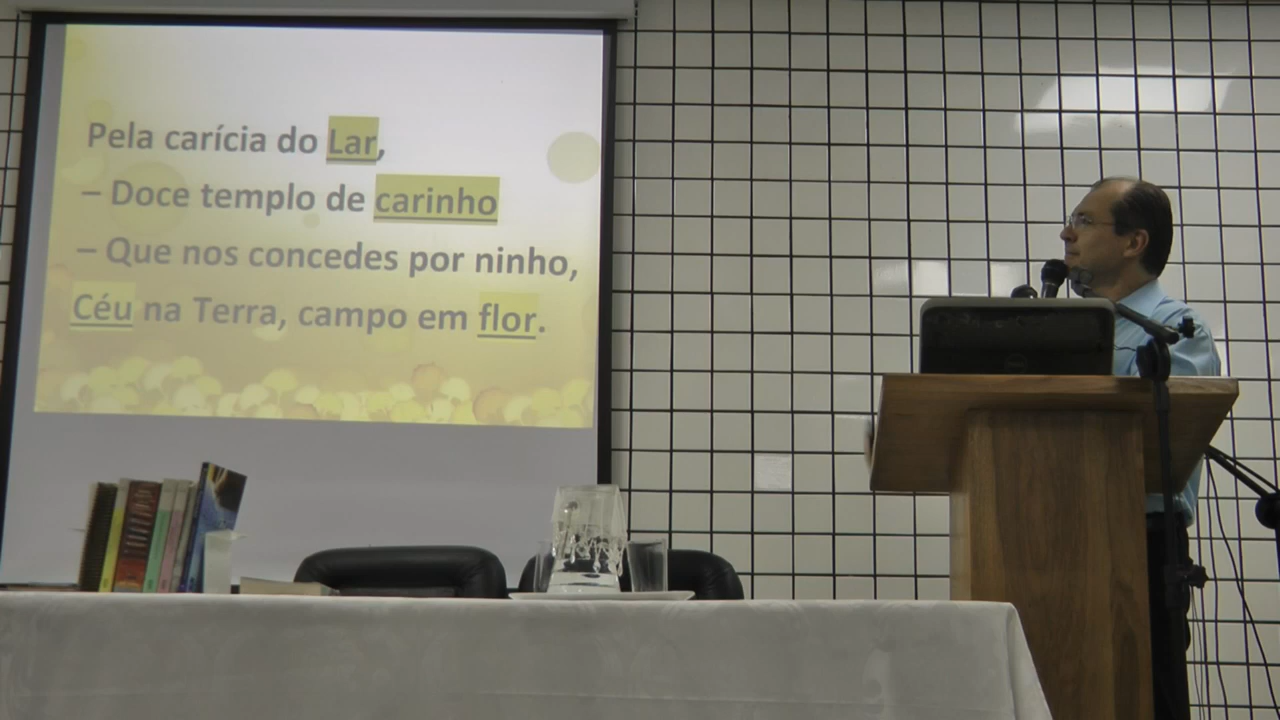 Pela carícia do Lar,
– Doce templo de carinho
– Que nos concedes por ninho,
Céu na Terra, campo em flor.